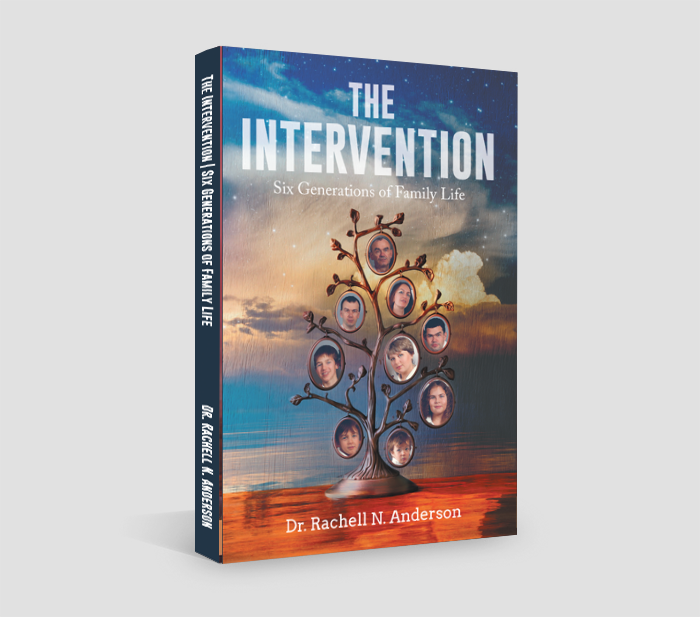 THE
INTERVENTION
Six Generations of Family Life
Dr. Rachell N. Anderson
THE INTERVENTION | SIX GENERATIONS OF FAMILY LIFE
DR. RACHELL N. ANDERSON